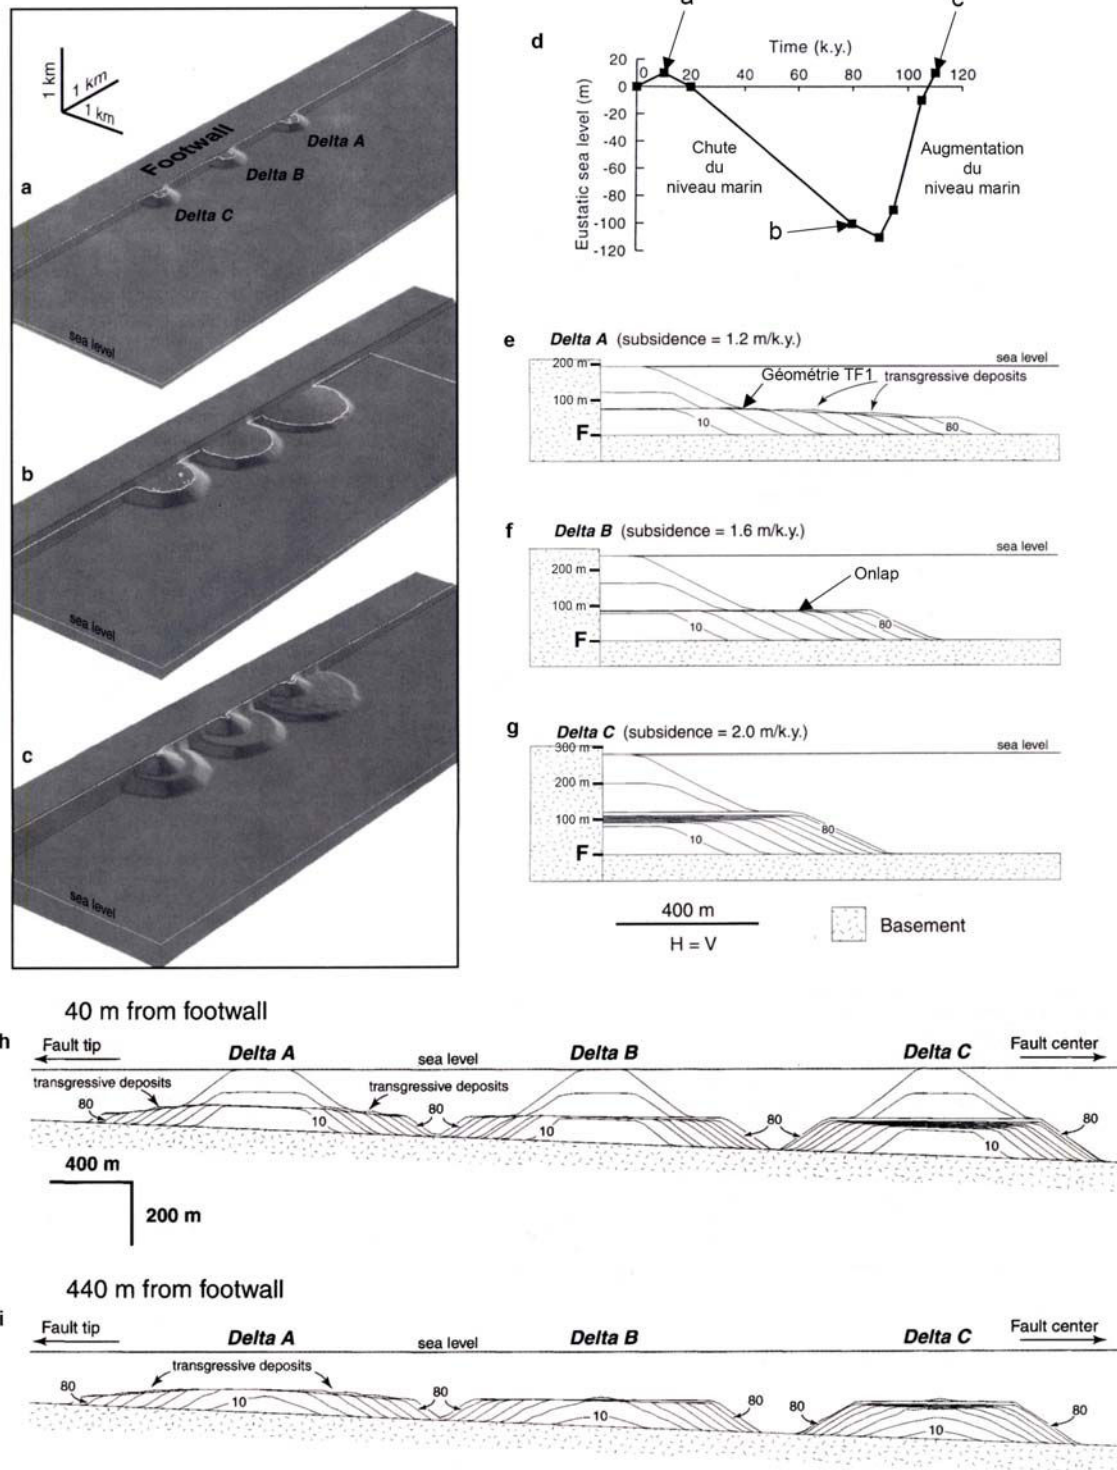 1 km
1 km
1 km
Footwall
Delta A
Delta B
Delta C
a
sea level
b
sea level
c
sea level
d
a
c
Time (k.y.)
20
0
-20
-40
-60
-80
-100
-120
0 20 40 60 80 100 120
Eustatic sea level (m)
Chute
du
niveau marin
Augmentation
du
niveau marin
b
e Delta A (subsidence = 1.2 m/k.y.)
200 m
sea level
Géométrie TF1
transgressive deposits
100 m
10
80
F
f Delta B (subsidence = 1.6 m/k.y.)
sea level
200 m
Onlap
100 m
10
80
F
g Delta C (subsidence = 2.0 m/k.y.)
300 m
sea level
200 m
100 m
80
10
F
400 m
H = V
Basement
40 m from footwall
h
Fault tip
Delta A
sea level
Delta B
Delta C
Fault center
transgressive deposits
transgressive deposits
80
10
80
10
80
10
80
400 m
200 m
440 m from footwall
i
Fault tip
Delta A
sea level
Delta B
Delta C
Fault center
transgressive deposits
80
10
80
10
80
10
80